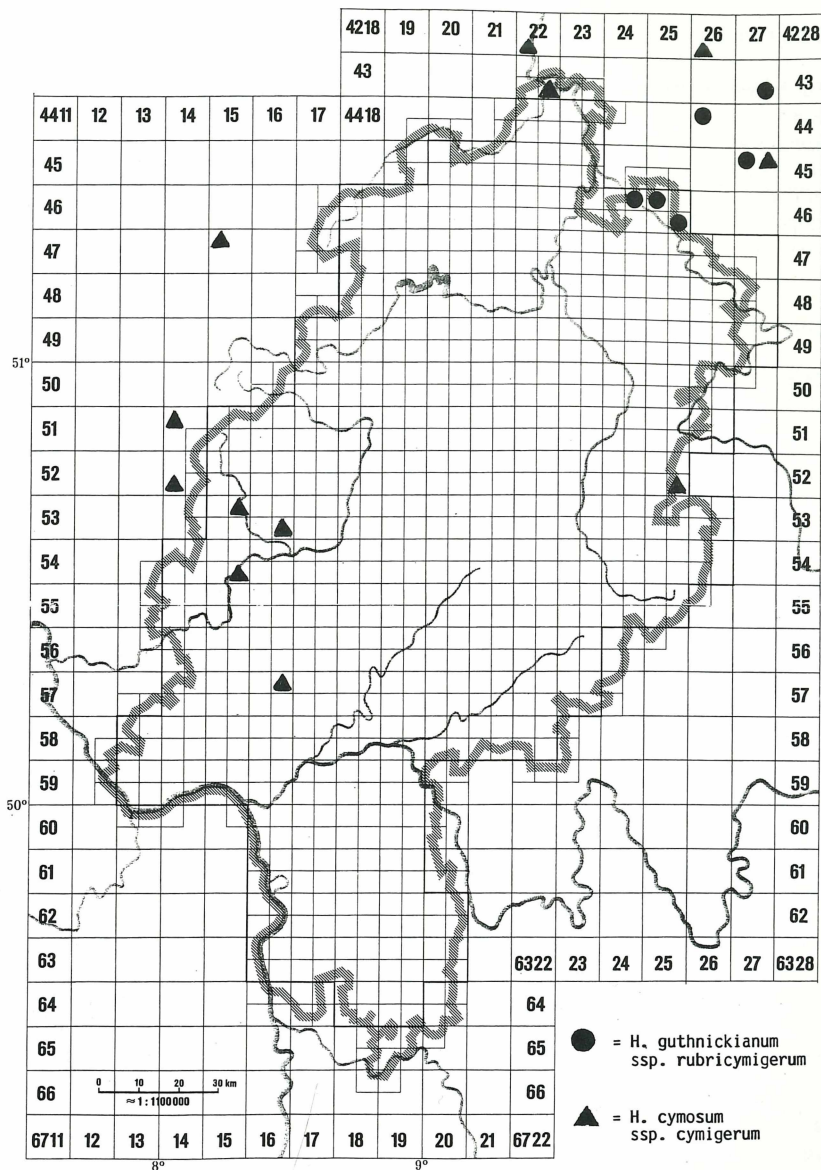 4218 19 20 21 22 23 24 25 26 27 4228
43 43
4411 12 13 14 15 16 17 4418 44
45 45
46 46
47 47
48 48
49 49
51º
50 50
51 51
52 52
53 53
54 54
55 55
56 56
57 57
58 58
59 59
50º
60 60
61 61
62 62
63 6322 23 24 25 26 27 6328
64 64
65 65
66 66
6711 12 13 14 15 16 17 18 19 20 21 6722
8º 9º
0 10 20 30 km
≈ 1 : 1100000
= H. guthnickianum
ssp. rubricymigerum
= H. cymosum
ssp. cymigerum